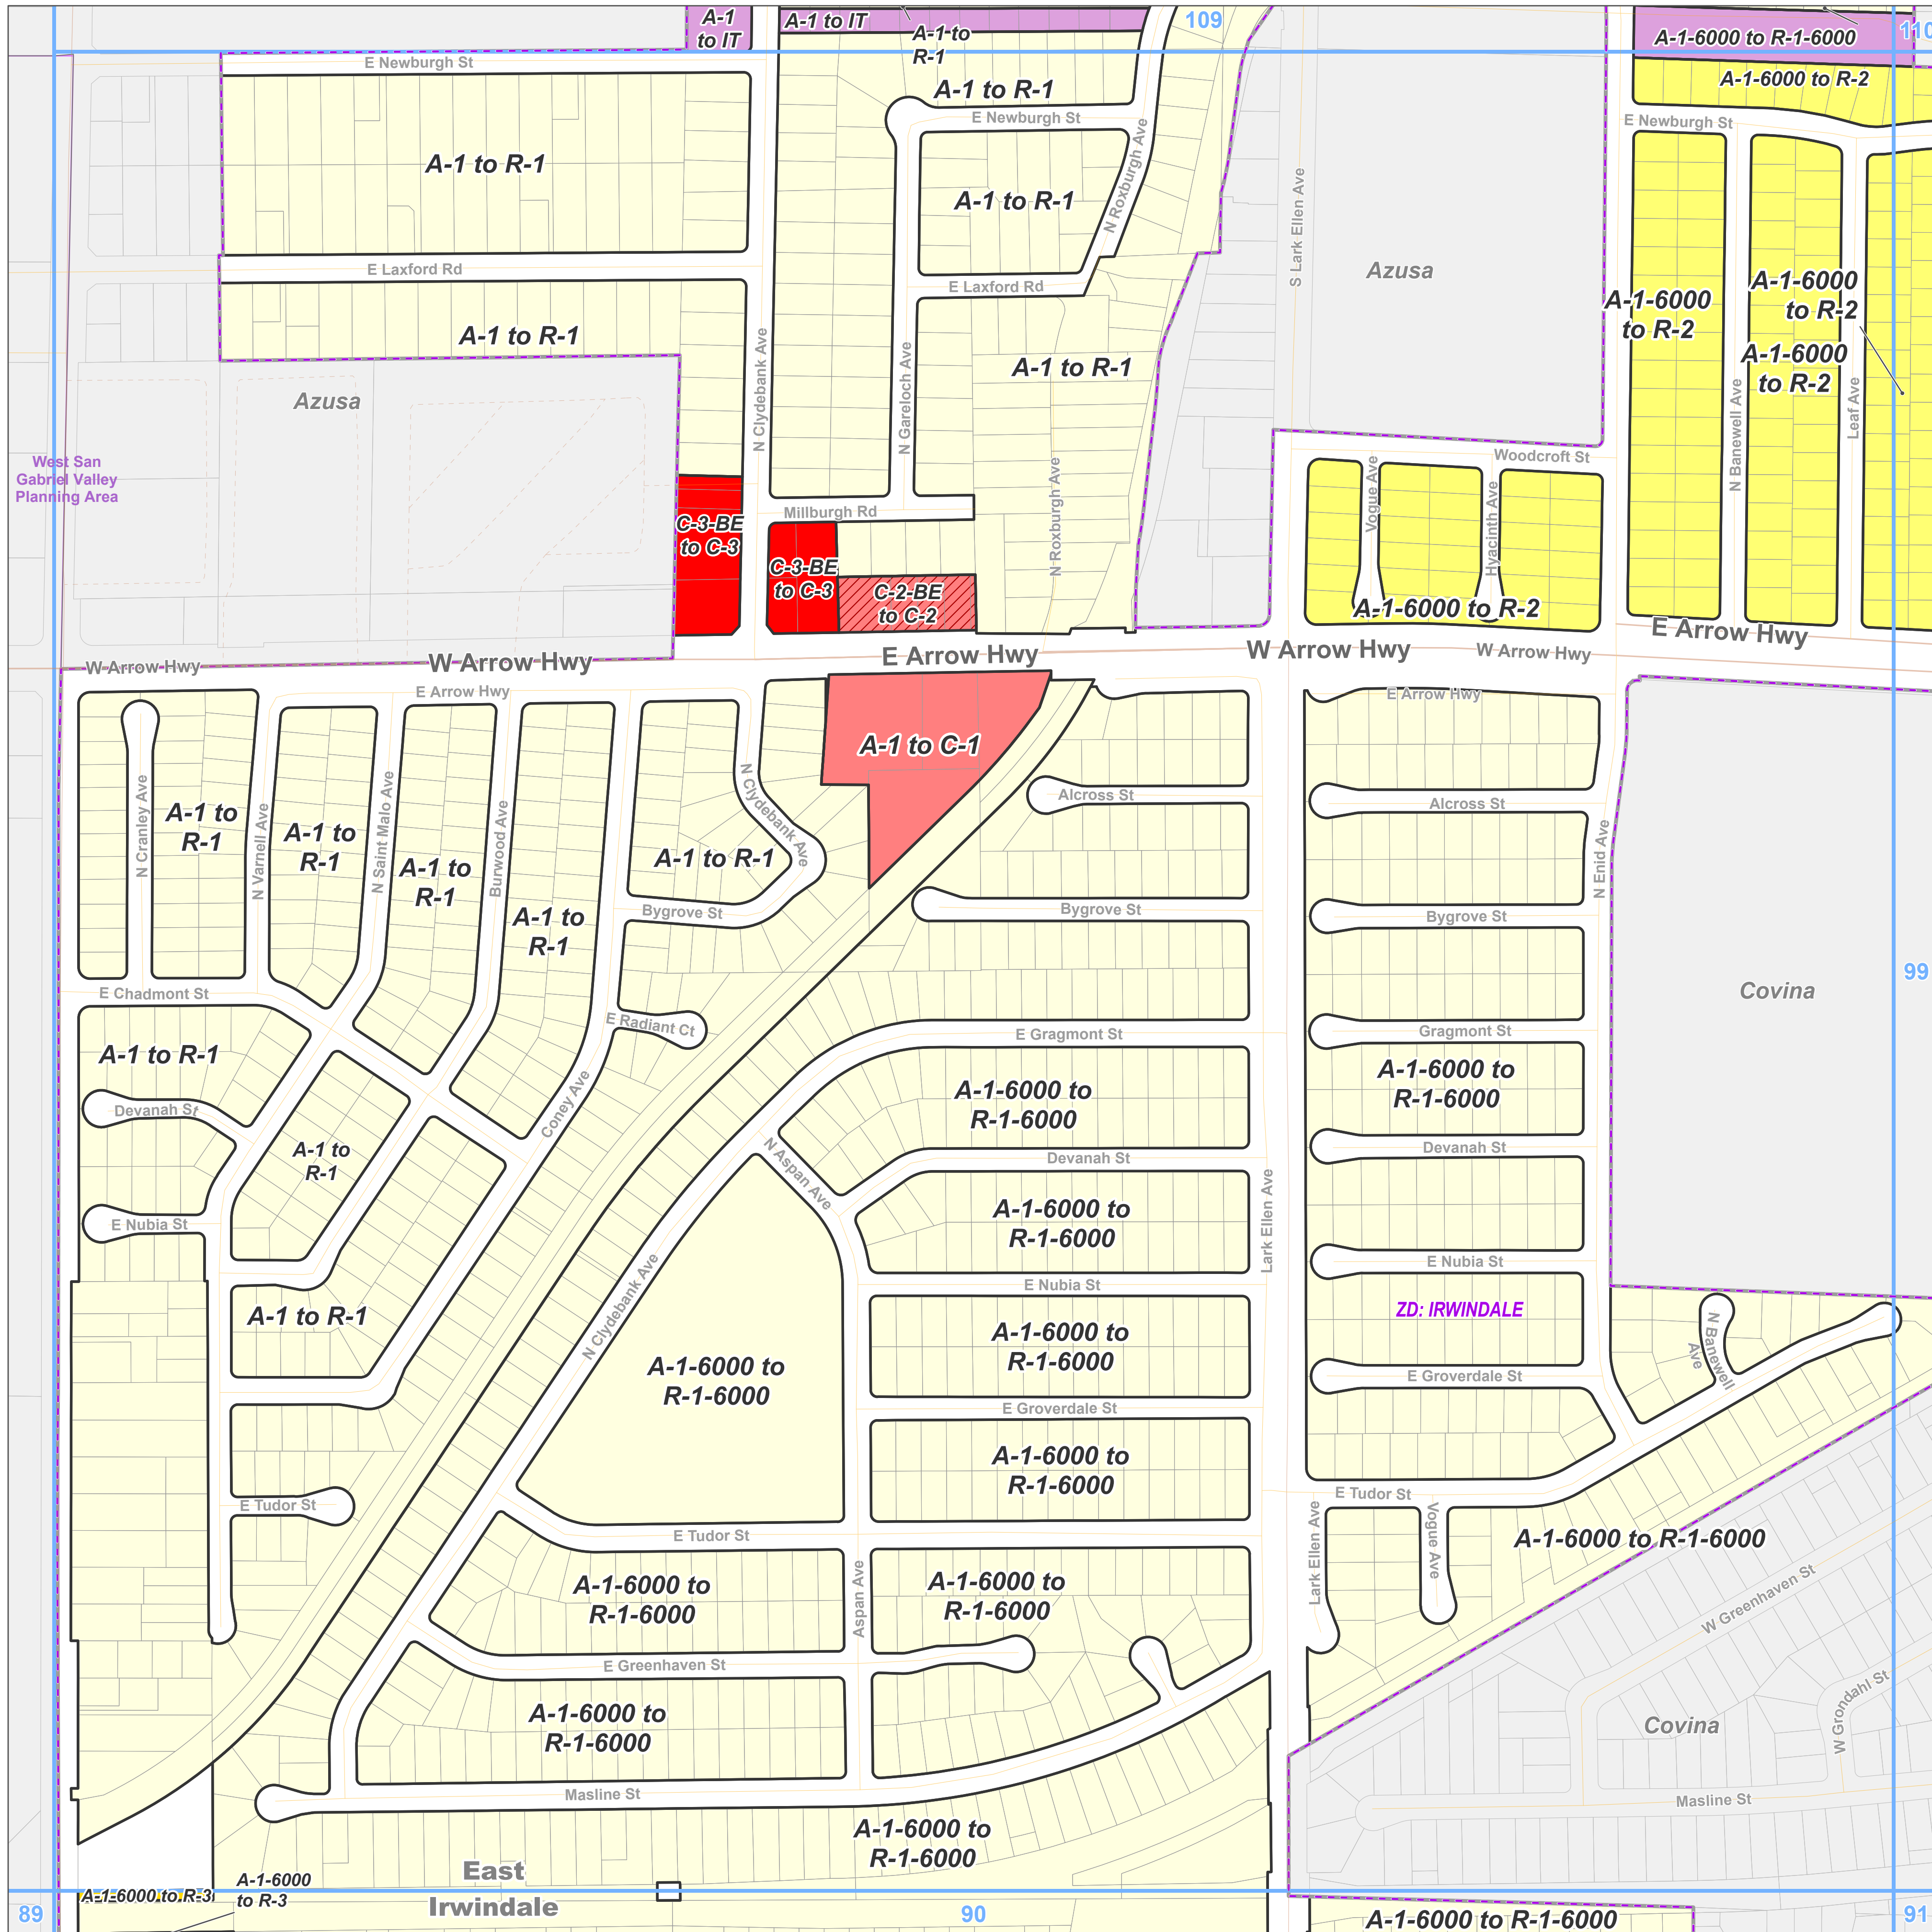 A-1
to IT
A-1 to IT
A-1 to
R-1
109
A-1-6000 to R-1-6000
110
E Newburgh St
A-1 to R-1
A-1-6000 to R-2
E Newburgh St
E Newburgh St
A-1 to R-1
A-1 to R-1
N Roxburgh Ave
S Lark Ellen Ave
Azusa
E Laxford Rd
E Laxford Rd
A-1-6000
to R-2
A-1-6000
to R-2
A-1-6000
to R-2
A-1 to R-1
A-1 to R-1
N Clydebank Ave
N Gareloch Ave
N Banewell Ave
Leaf Ave
Azusa
West San
Gabriel Valley
Planning Area
Woodcroft St
Vogue Ave
Hyacinth Ave
N Roxburgh Ave
Millburgh Rd
C-3-BE
to C-3
C-3-BE
to C-3
C-2-BE
to C-2
A-1-6000 to R-2
E Arrow Hwy
W Arrow Hwy
W Arrow Hwy
E Arrow Hwy
W Arrow Hwy
W Arrow Hwy
E Arrow Hwy
E Arrow Hwy
A-1 to C-1
Alcross St
Alcross St
N Cranley Ave
A-1 to
R-1
N Varnell Ave
A-1 to
R-1
N Saint Malo Ave
A-1 to
R-1
Burwood Ave
A-1 to
R-1
A-1 to R-1
N Clydebank Ave
N Enid Ave
Bygrove St
Bygrove St
Bygrove St
99
Covina
E Chadmont St
E Radiant Ct
E Gragmont St
Gragmont St
A-1 to R-1
A-1-6000 to
R-1-6000
A-1-6000 to
R-1-6000
Devanah St
Coney Ave
A-1 to
R-1
N Aspan Ave
Devanah St
Devanah St
E Nubia St
A-1-6000 to
R-1-6000
Lark Ellen Ave
E Nubia St
E Nubia St
A-1 to R-1
N Clydebank Ave
A-1-6000 to
R-1-6000
ZD: IRWINDALE
N Banewell
Ave
A-1-6000 to
R-1-6000
E Groverdale St
E Groverdale St
A-1-6000 to
R-1-6000
E Tudor St
E Tudor St
E Tudor St
Lark Ellen Ave
Vogue Ave
A-1-6000 to R-1-6000
A-1-6000 to
R-1-6000
Aspan Ave
A-1-6000 to
R-1-6000
W Greenhaven St
E Greenhaven St
A-1-6000 to
R-1-6000
Covina
W Grondahl St
Masline St
Masline St
A-1-6000 to
R-1-6000
East
Irwindale
A-1-6000 to R-3
A-1-6000
to R-3
89
90
A-1-6000 to R-1-6000
91